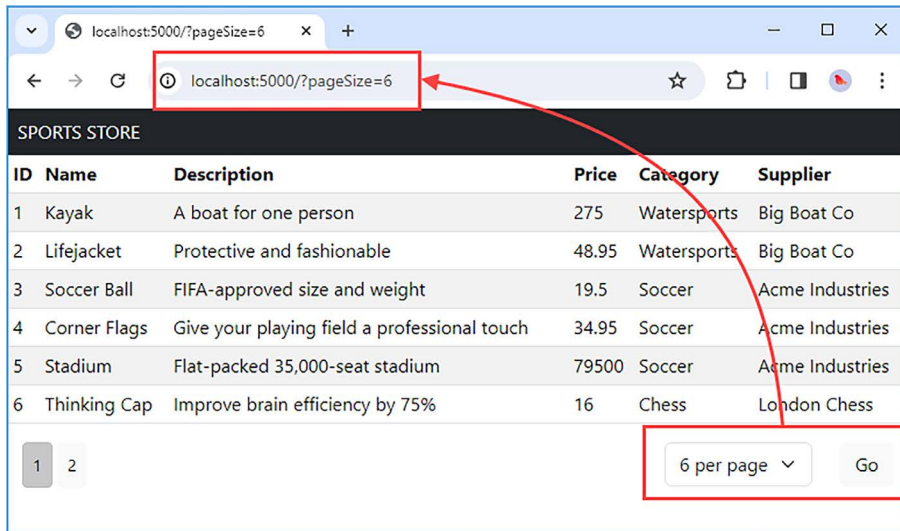 localhost:5000/?pageSize=6
localhost:5000/?pageSize=6
SPORTS STORE
ID Name Description Price Category Supplier
1 Kayak A boat for one person 275 Watersports Big Boat Co
2 Lifejacket Protective and fashionable 48.95 Watersports Big Boat Co
3 Soccer Ball FIFA-approved size and weight 19.5 Soccer Acme Industries
4 Corner Flags Give your playing field a professional touch 34.95 Soccer Acme Industries
5 Stadium Flat-packed 35,000-seat stadium 79500 Soccer Acme Industries
6 Thinking Cap Improve brain efficiency by 75% 16 Chess London Chess
1 2 6 per page Go